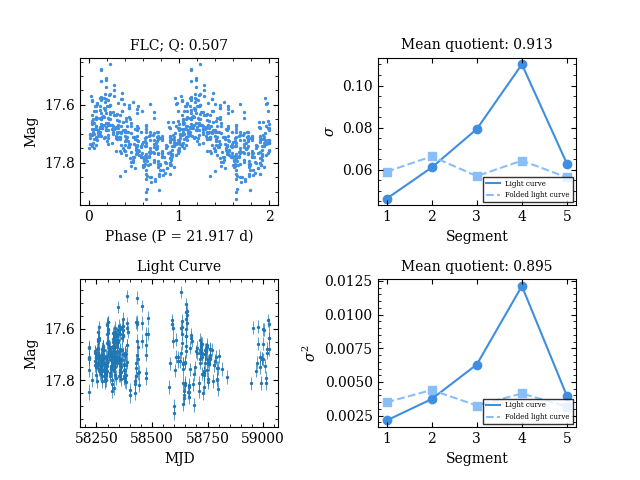 FLC; Q: 0.507
Mag
17.6
17.8
0
1
2
Phase (P = 21.917 d)
Mean quotient: 0.913
σ
0.10
0.08
0.06
Light curve
Folded light curve
1 2 3 4 5
Segment
Light Curve
Mag
17.6
17.8
58250 58500 58750 59000
MJD
Mean quotient: 0.895
σ²
0.0125
0.0100
0.0075
0.0050
0.0025
Light curve
Folded light curve
1 2 3 4 5
Segment